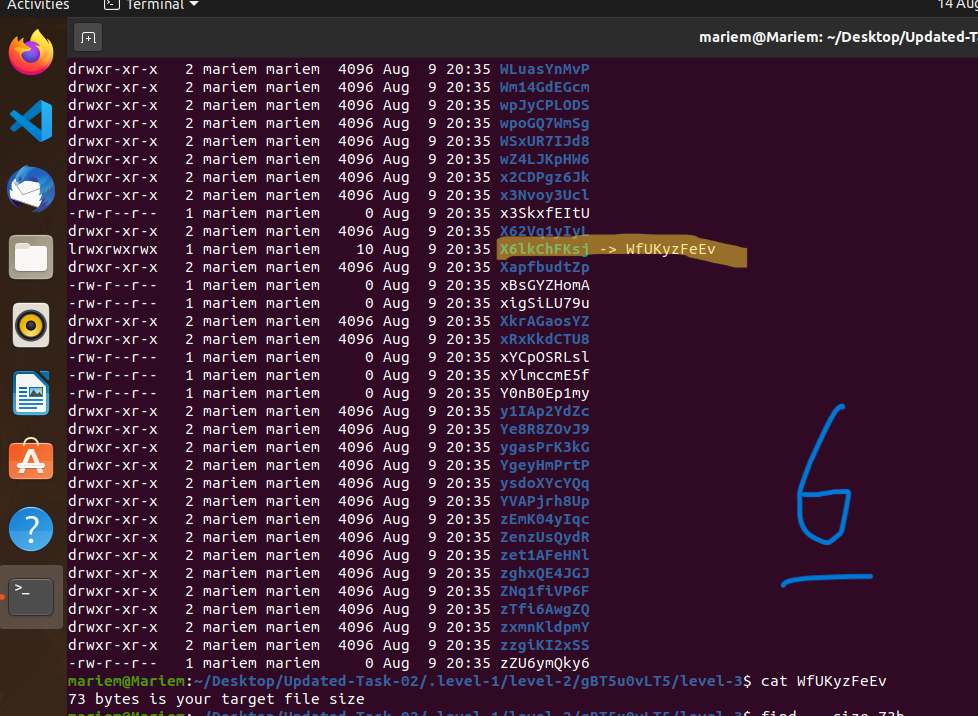 Activities Terminal 14 Aug
mariem@Mariem: ~/Desktop/Updated-T
drwxr-xr-x 2 mariem mariem 4096 Aug 9 20:35 WLuasYnMvP
drwxr-xr-x 2 mariem mariem 4096 Aug 9 20:35 Wm14GdEGcm
drwxr-xr-x 2 mariem mariem 4096 Aug 9 20:35 wpJyCPLODS
drwxr-xr-x 2 mariem mariem 4096 Aug 9 20:35 wpoGQ7WmSg
drwxr-xr-x 2 mariem mariem 4096 Aug 9 20:35 WSxUR7IJd8
drwxr-xr-x 2 mariem mariem 4096 Aug 9 20:35 wZ4LJKpHW6
drwxr-xr-x 2 mariem mariem 4096 Aug 9 20:35 x2CDPgz6Jk
drwxr-xr-x 2 mariem mariem 4096 Aug 9 20:35 x3Nvoy3Ucl
-rw-r--r-- 1 mariem mariem 0 Aug 9 20:35 x3SkxfEItU
drwxr-xr-x 2 mariem mariem 4096 Aug 9 20:35 X62Vq1yIyL
lrwxrwxrwx 1 mariem mariem 10 Aug 9 20:35 X6lkChFKsj -> WfUKyzFeEv
drwxr-xr-x 2 mariem mariem 4096 Aug 9 20:35 XapfbudtZp
-rw-r--r-- 1 mariem mariem 0 Aug 9 20:35 xBsGYZHomA
-rw-r--r-- 1 mariem mariem 0 Aug 9 20:35 xigSiLU79u
drwxr-xr-x 2 mariem mariem 4096 Aug 9 20:35 XkrAGaosYZ
drwxr-xr-x 2 mariem mariem 4096 Aug 9 20:35 xRxKkdCTU8
-rw-r--r-- 1 mariem mariem 0 Aug 9 20:35 xYCpOSRLsl
-rw-r--r-- 1 mariem mariem 0 Aug 9 20:35 xYlmccmE5f
-rw-r--r-- 1 mariem mariem 0 Aug 9 20:35 Y0nB0Ep1my
drwxr-xr-x 2 mariem mariem 4096 Aug 9 20:35 y1IAp2YdZc
drwxr-xr-x 2 mariem mariem 4096 Aug 9 20:35 Ye8R8ZOvJ9
drwxr-xr-x 2 mariem mariem 4096 Aug 9 20:35 ygasPrK3kG
drwxr-xr-x 2 mariem mariem 4096 Aug 9 20:35 YgeyHmPrtP
drwxr-xr-x 2 mariem mariem 4096 Aug 9 20:35 ysdoXYcYQq
drwxr-xr-x 2 mariem mariem 4096 Aug 9 20:35 YVAPjrh8Up
drwxr-xr-x 2 mariem mariem 4096 Aug 9 20:35 zEmK04yIqc
drwxr-xr-x 2 mariem mariem 4096 Aug 9 20:35 ZenzUsQydR
drwxr-xr-x 2 mariem mariem 4096 Aug 9 20:35 zet1AFeHNl
drwxr-xr-x 2 mariem mariem 4096 Aug 9 20:35 zghxQE4JGJ
drwxr-xr-x 2 mariem mariem 4096 Aug 9 20:35 ZNq1fiVP6F
drwxr-xr-x 2 mariem mariem 4096 Aug 9 20:35 zTfi6AwgZQ
drwxr-xr-x 2 mariem mariem 4096 Aug 9 20:35 zxmnKldpmY
drwxr-xr-x 2 mariem mariem 4096 Aug 9 20:35 zzgiKI2xSS
-rw-r--r-- 1 mariem mariem 0 Aug 9 20:35 zZU6ymQky6
6
mariem@Mariem:~/Desktop/Updated-Task-02/.level-1/level-2/gBT5u0vLT5/level-3$ cat WfUKyzFeEv
73 bytes is your target file size